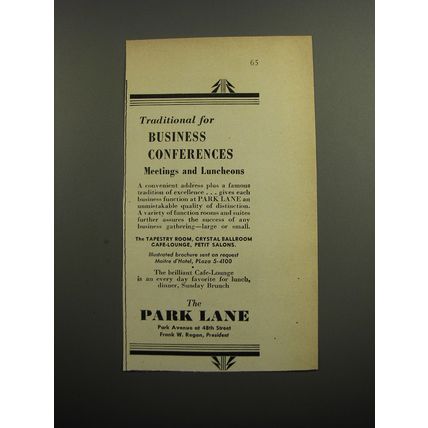 65
Traditional for
BUSINESS
CONFERENCES
Meetings and Luncheons
A convenient address plus a famous
tradition of excellence . . . gives each
business function at PARK LANE an
unmistakable quality of distinction.
A variety of function rooms and suites
further assures the success of any
business gathering—large or small.
The TAPESTRY ROOM, CRYSTAL BALLROOM
CAFE-LOUNGE, PETIT SALONS.
Illustrated brochure sent on request
Maitre d'Hotel, PLaza 5-4100
The brilliant Cafe-Lounge
is an every day favorite for lunch,
dinner, Sunday Brunch
The
PARK LANE
Park Avenue at 48th Street
Frank W. Regan, President